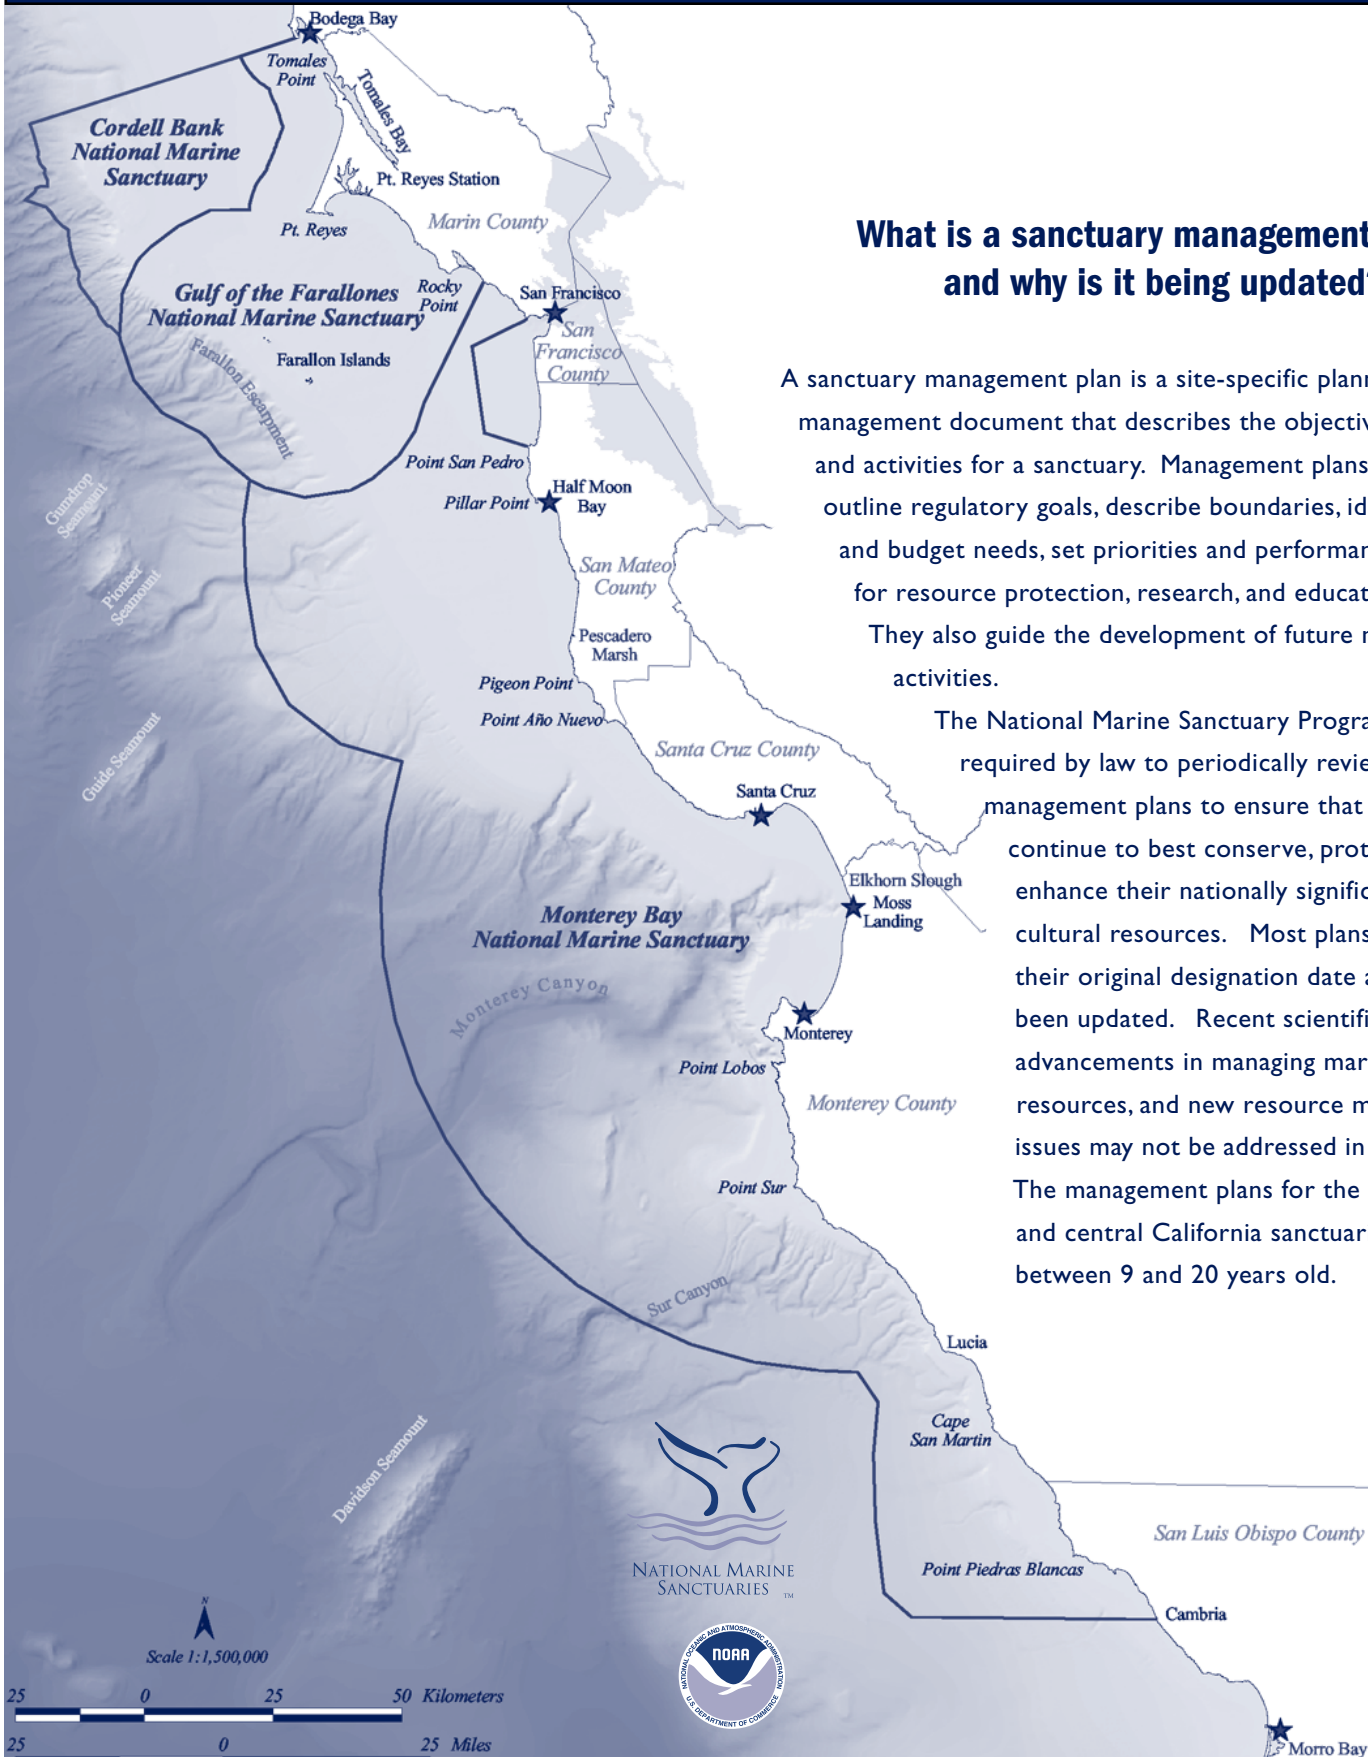 Bodega Bay
Tomales
Point
Tomales Bay
Cordell Bank
National Marine
Sanctuary
Pt. Reyes Station
Marin County
Pt. Reyes
Gulf of the Farallones
National Marine Sanctuary
Rocky
Point
San Francisco
San
Francisco
County
Farallon Escarpment
Farallon Islands
Point San Pedro
Pillar Point
Half Moon
Bay
Gumdrop
Seamount
Pioneer
Seamount
San Mateo
County
Pescadero
Marsh
Pigeon Point
Point Año Nuevo
Guide Seamount
Santa Cruz County
Santa Cruz
Elkhorn Slough
Moss
Landing
Monterey Bay
National Marine Sanctuary
Monterey Canyon
Monterey
Point Lobos
Monterey County
Point Sur
Sur Canyon
Lucia
Cape
San Martin
Davidson Seamount
San Luis Obispo County
Point Piedras Blancas
Cambria
Morro Bay
What is a sanctuary management
and why is it being updated
A sanctuary management plan is a site-specific plann
management document that describes the objectiv
and activities for a sanctuary. Management plans
outline regulatory goals, describe boundaries, id
and budget needs, set priorities and performan
for resource protection, research, and educat
They also guide the development of future
activities.
The National Marine Sanctuary Progra
required by law to periodically revie
management plans to ensure that
continue to best conserve, prot
enhance their nationally signific
cultural resources. Most plans
their original designation date a
been updated. Recent scientifi
advancements in managing mar
resources, and new resource m
issues may not be addressed in
The management plans for the
and central California sanctuar
between 9 and 20 years old.
NATIONAL MARINE
SANCTUARIES ™
NATIONAL OCEANIC AND ATMOSPHERIC ADMINISTRATION
NOAA
U.S. DEPARTMENT OF COMMERCE
N
Scale 1:1,500,000
25 0 25 50 Kilometers
25 0 25 Miles